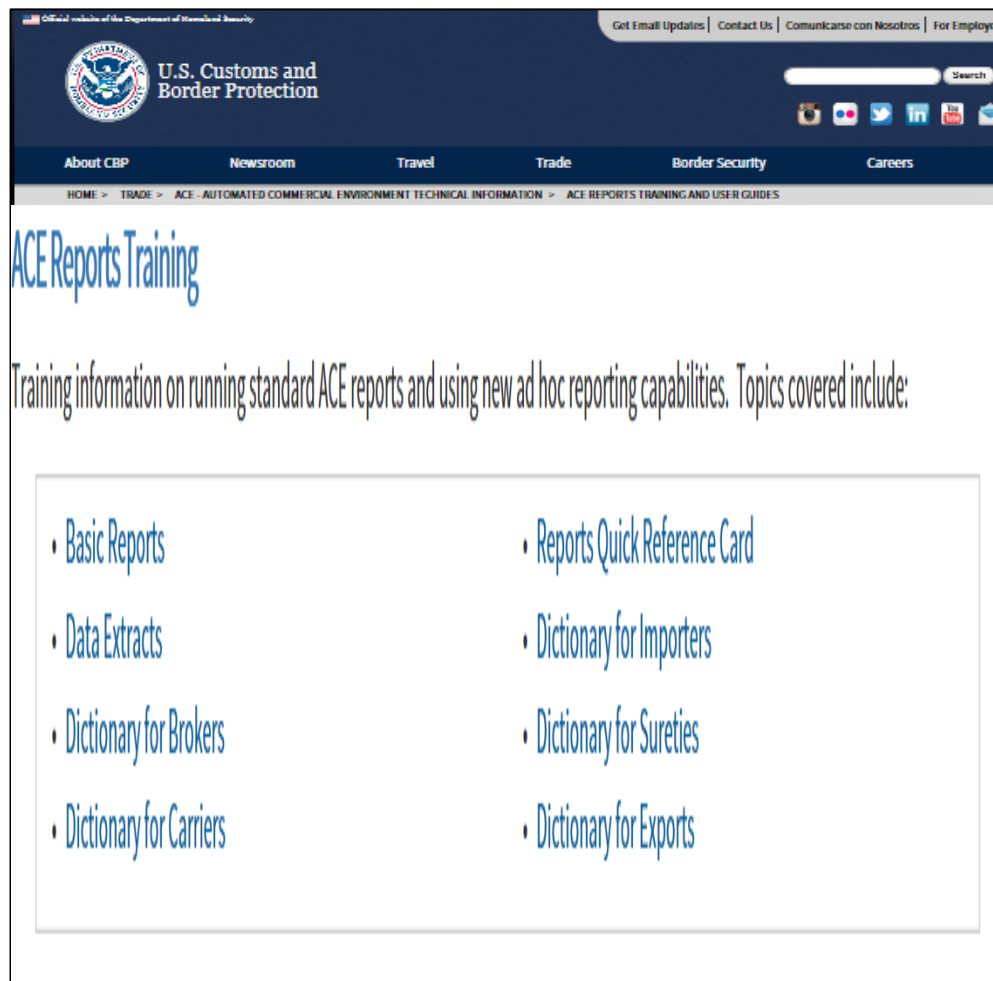 Official website of the Department of Homeland Security
Get Email Updates | Contact Us | Comunicarse con Nosotros | For Employe
U.S. Customs and
Border Protection
Search
You
Tube
in
About CBP Newsroom Travel Trade Border Security Careers
HOME > TRADE > ACE - AUTOMATED COMMERCIAL ENVIRONMENT TECHNICAL INFORMATION > ACE REPORTS TRAINING AND USER GUIDES
ACE Reports Training
Training information on running standard ACE reports and using new ad hoc reporting capabilities. Topics covered include:
• Basic Reports
• Data Extracts
• Dictionary for Brokers
• Dictionary for Carriers
• Reports Quick Reference Card
• Dictionary for Importers
• Dictionary for Sureties
• Dictionary for Exports